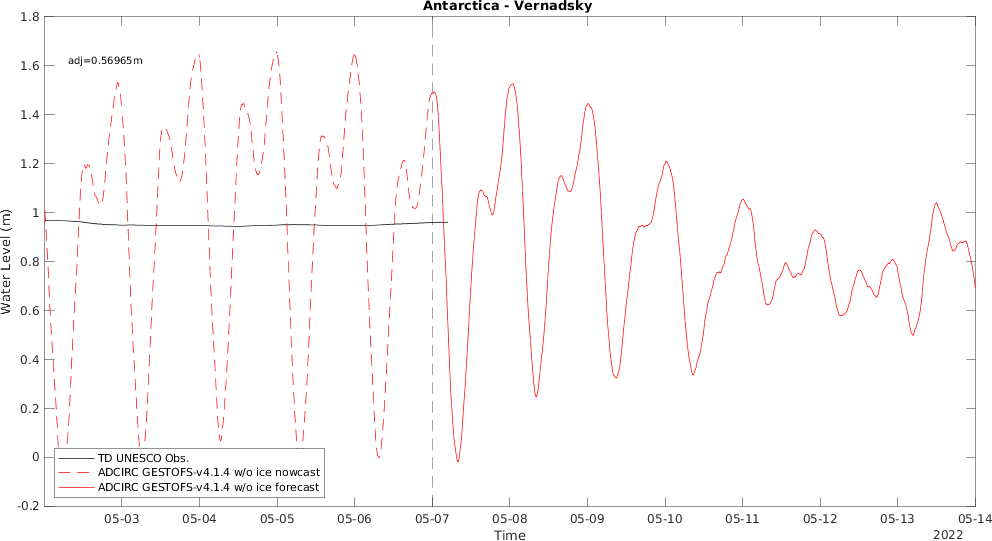 Antarctica - Vernadsky
adj=0.56965m
Water Level (m)
1.8
1.6
1.4
1.2
1
0.8
0.6
0.4
0.2
0
-0.2
TD UNESCO Obs.
ADCIRC GESTOFS-v4.1.4 w/o ice nowcast
ADCIRC GESTOFS-v4.1.4 w/o ice forecast
05-03 05-04 05-05 05-06 05-07 05-08 05-09 05-10 05-11 05-12 05-13 05-14
Time
2022